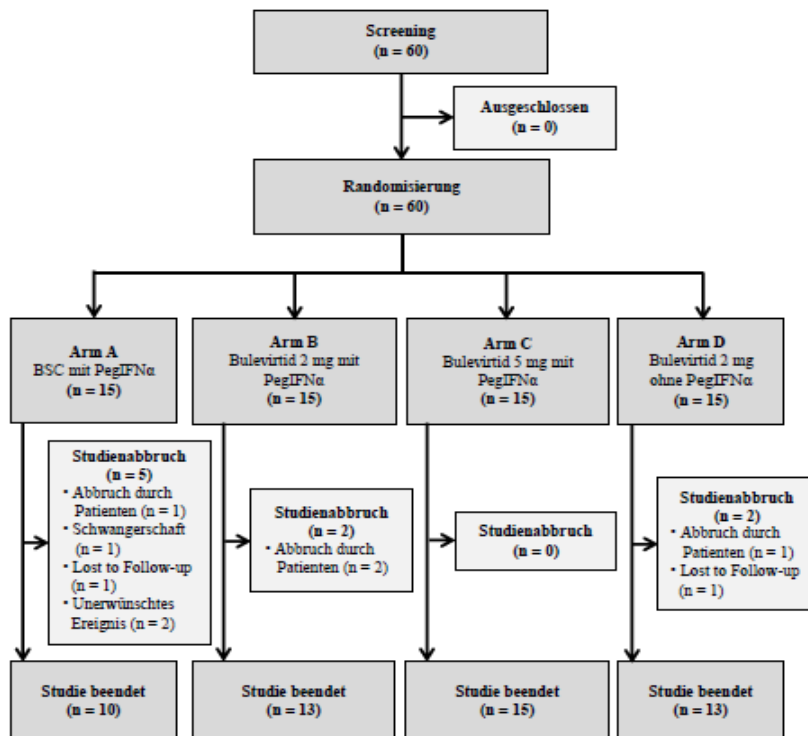 Screening
(n = 60)
Ausgeschlossen
(n = 0)
Randomisierung
(n = 60)
Arm A
BSC mit PegIFNα
(n = 15)
Arm B
Bulevirtid 2 mg mit
PegIFNα
(n = 15)
Arm C
Bulevirtid 5 mg mit
PegIFNα
(n = 15)
Arm D
Bulevirtid 2 mg
ohne PegIFNα
(n = 15)
Studienabbruch
(n = 5)
• Abbruch durch
Patienten (n = 1)
• Schwangerschaft
(n = 1)
• Lost to Follow-up
(n = 1)
• Unerwünschtes
Ereignis (n = 2)
Studienabbruch
(n = 2)
• Abbruch durch
Patienten (n = 2)
Studienabbruch
(n = 0)
Studienabbruch
(n = 2)
• Abbruch durch
Patienten (n = 1)
• Lost to Follow-up
(n = 1)
Studie beendet
(n = 10)
Studie beendet
(n = 13)
Studie beendet
(n = 15)
Studie beendet
(n = 13)